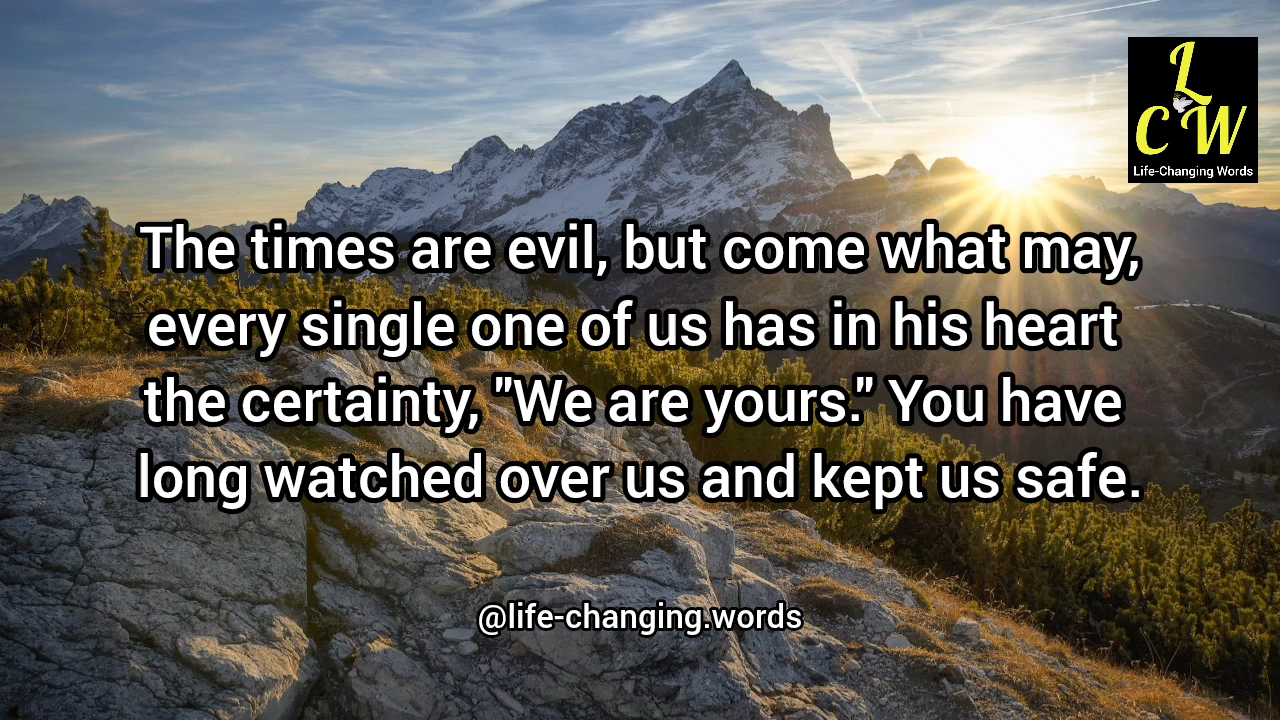 L
C W
Life-Changing Words
The times are evil, but come what may,
every single one of us has in his heart
the certainty, "We are yours." You have
long watched over us and kept us safe.
@life-changing.words